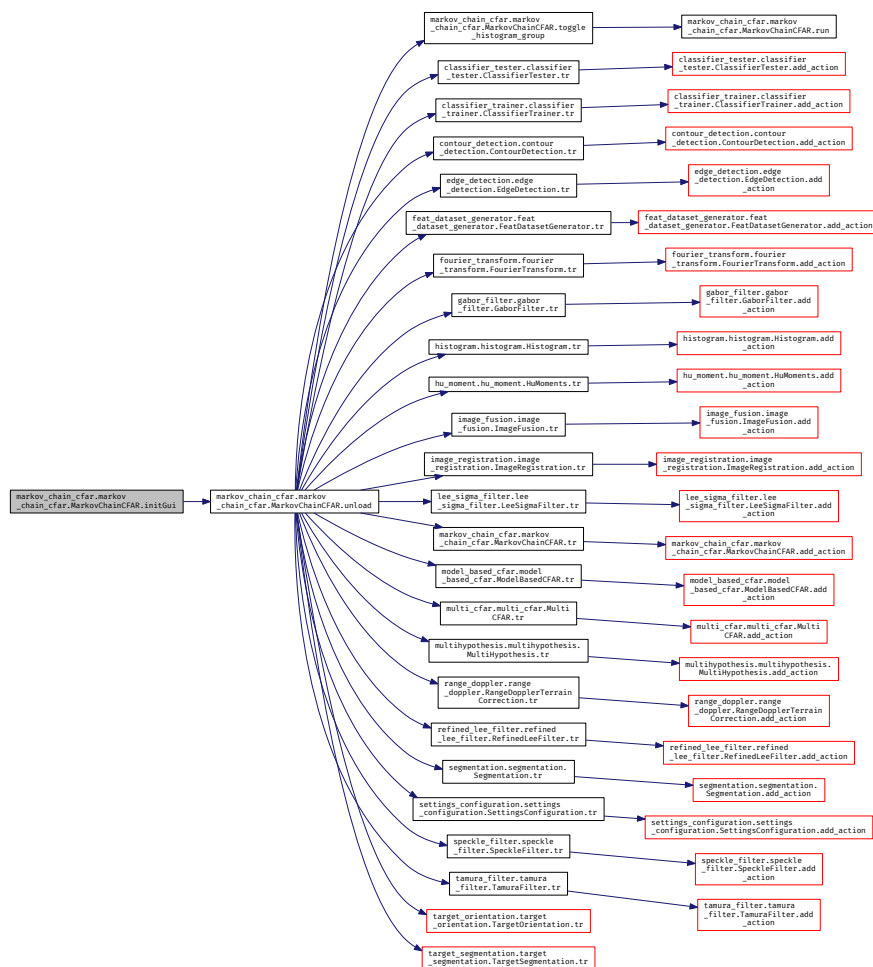 markov_chain_cfar.markov
_chain_cfar.MarkovChainCFAR.toggle
_histogram_group
markov_chain_cfar.markov
_chain_cfar.MarkovChainCFAR.run
classifier_tester.classifier
_tester.ClassifierTester.tr
classifier_tester.classifier
_tester.ClassifierTester.add_action
classifier_trainer.classifier
_trainer.ClassifierTrainer.tr
classifier_trainer.classifier
_trainer.ClassifierTrainer.add_action
contour_detection.contour
_detection.ContourDetection.tr
contour_detection.contour
_detection.ContourDetection.add_action
edge_detection.edge
_detection.EdgeDetection.tr
edge_detection.edge
_detection.EdgeDetection.add
_action
feat_dataset_generator.feat
_dataset_generator.FeatDatasetGenerator.tr
feat_dataset_generator.feat
_dataset_generator.FeatDatasetGenerator.add_action
fourier_transform.fourier
_transform.FourierTransform.tr
fourier_transform.fourier
_transform.FourierTransform.add_action
gabor_filter.gabor
_filter.GaborFilter.tr
gabor_filter.gabor
_filter.GaborFilter.add
_action
histogram.histogram.Histogram.tr
histogram.histogram.Histogram.add
_action
hu_moment.hu_moment.HuMoments.tr
hu_moment.hu_moment.HuMoments.add
_action
image_fusion.image
_fusion.ImageFusion.tr
image_fusion.image
_fusion.ImageFusion.add
_action
image_registration.image
_registration.ImageRegistration.tr
image_registration.image
_registration.ImageRegistration.add_action
markov_chain_cfar.markov
_chain_cfar.MarkovChainCFAR.initGui
markov_chain_cfar.markov
_chain_cfar.MarkovChainCFAR.unload
lee_sigma_filter.lee
_sigma_filter.LeeSigmaFilter.tr
lee_sigma_filter.lee
_sigma_filter.LeeSigmaFilter.add
_action
markov_chain_cfar.markov
_chain_cfar.MarkovChainCFAR.tr
markov_chain_cfar.markov
_chain_cfar.MarkovChainCFAR.add_action
model_based_cfar.model
_based_cfar.ModelBasedCFAR.tr
model_based_cfar.model
_based_cfar.ModelBasedCFAR.add
_action
multi_cfar.multi_cfar.Multi
CFAR.tr
multi_cfar.multi_cfar.Multi
CFAR.add_action
multihypothesis.multihypothesis.
MultiHypothesis.tr
multihypothesis.multihypothesis.
MultiHypothesis.add_action
range_doppler.range
_doppler.RangeDopplerTerrain
Correction.tr
range_doppler.range
_doppler.RangeDopplerTerrain
Correction.add_action
refined_lee_filter.refined
_lee_filter.RefinedLeeFilter.tr
refined_lee_filter.refined
_lee_filter.RefinedLeeFilter.add_action
segmentation.segmentation.
Segmentation.tr
segmentation.segmentation.
Segmentation.add_action
settings_configuration.settings
_configuration.SettingsConfiguration.tr
settings_configuration.settings
_configuration.SettingsConfiguration.add_action
speckle_filter.speckle
_filter.SpeckleFilter.tr
speckle_filter.speckle
_filter.SpeckleFilter.add
_action
tamura_filter.tamura
_filter.TamuraFilter.tr
tamura_filter.tamura
_filter.TamuraFilter.add
_action
target_orientation.target
_orientation.TargetOrientation.tr
target_segmentation.target
_segmentation.TargetSegmentation.tr